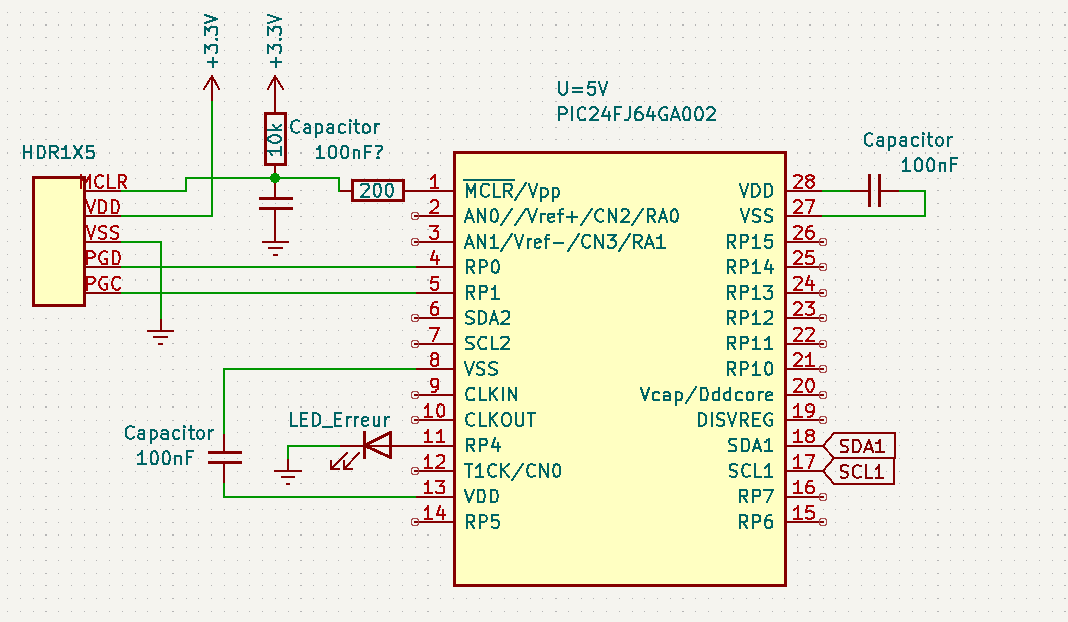 +3.3V
+3.3V
U=5V
PIC24FJ64GA002
Capacitor
100nF?
10k
HDR1X5
MCLR
VDD
VSS
PGD
PGC
200
Capacitor
100nF
1 MCLR/Vpp
2 AN0//Vref+/CN2/RA0
3 AN1/Vref-/CN3/RA1
4 RP0
5 RP1
6 SDA2
7 SCL2
8 VSS
9 CLKIN
10 CLKOUT
11 RP4
12 T1CK/CN0
13 VDD
14 RP5
VDD 28
VSS 27
RP15 26
RP14 25
RP13 24
RP12 23
RP11 22
RP10 21
Vcap/Dddcore 20
DISVREG 19
SDA1 18
SCL1 17
RP7 16
RP6 15
SDA1
SCL1
LED_Erreur
Capacitor
100nF